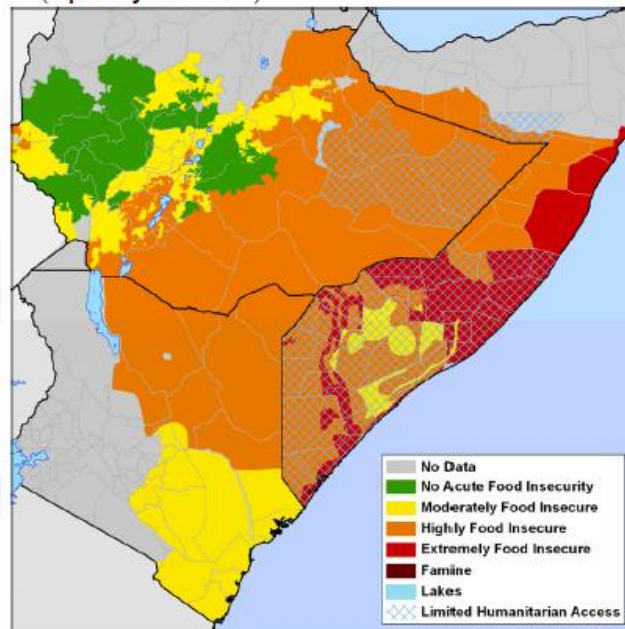 No Data
No Acute Food Insecurity
Moderately Food Insecure
Highly Food Insecure
Extremely Food Insecure
Famine
Lakes
Limited Humanitarian Access